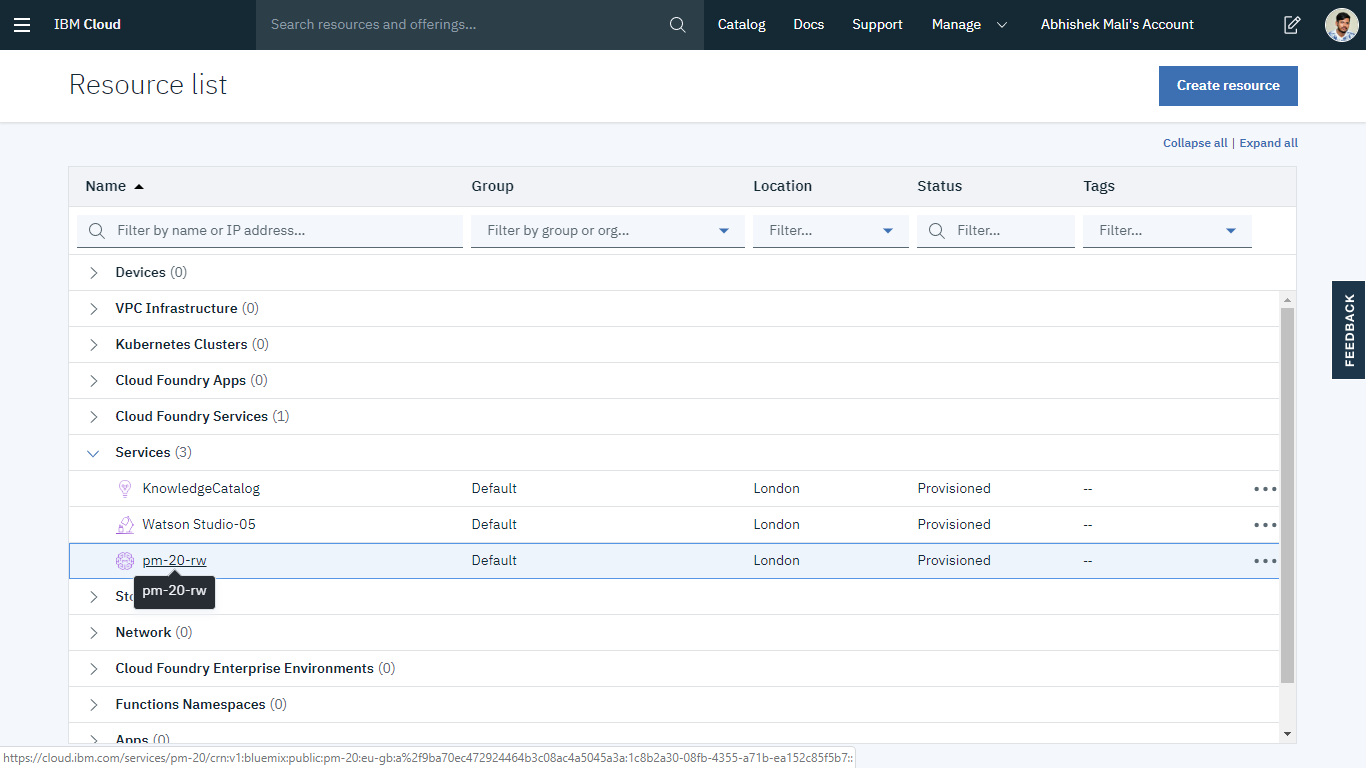 IBM Cloud Search resources and offerings... Catalog Docs Support Manage Abhishek Mali's Account
Resource list
Create resource
Collapse all | Expand all
Name Group Location Status Tags
Filter by name or IP address... Filter by group or org... Filter... Filter... Filter...
Devices (0)
VPC Infrastructure (0)
FEEDBACK
Kubernetes Clusters (0)
Cloud Foundry Apps (0)
Cloud Foundry Services (1)
Services (3)
KnowledgeCatalog Default London Provisioned --
Watson Studio-05 Default London Provisioned --
pm-20-rw Default London Provisioned --
pm-20-rw
Network (0)
Cloud Foundry Enterprise Environments (0)
Functions Namespaces (0)
Apps (0)
https://cloud.ibm.com/services/pm-20/crn:v1:bluemix:public:pm-20:eu-gb:a%2f9ba70ec472924464b3c08ac4a5045a3a:1c8b2a30-08fb-4355-a71b-ea152c85f5b7::